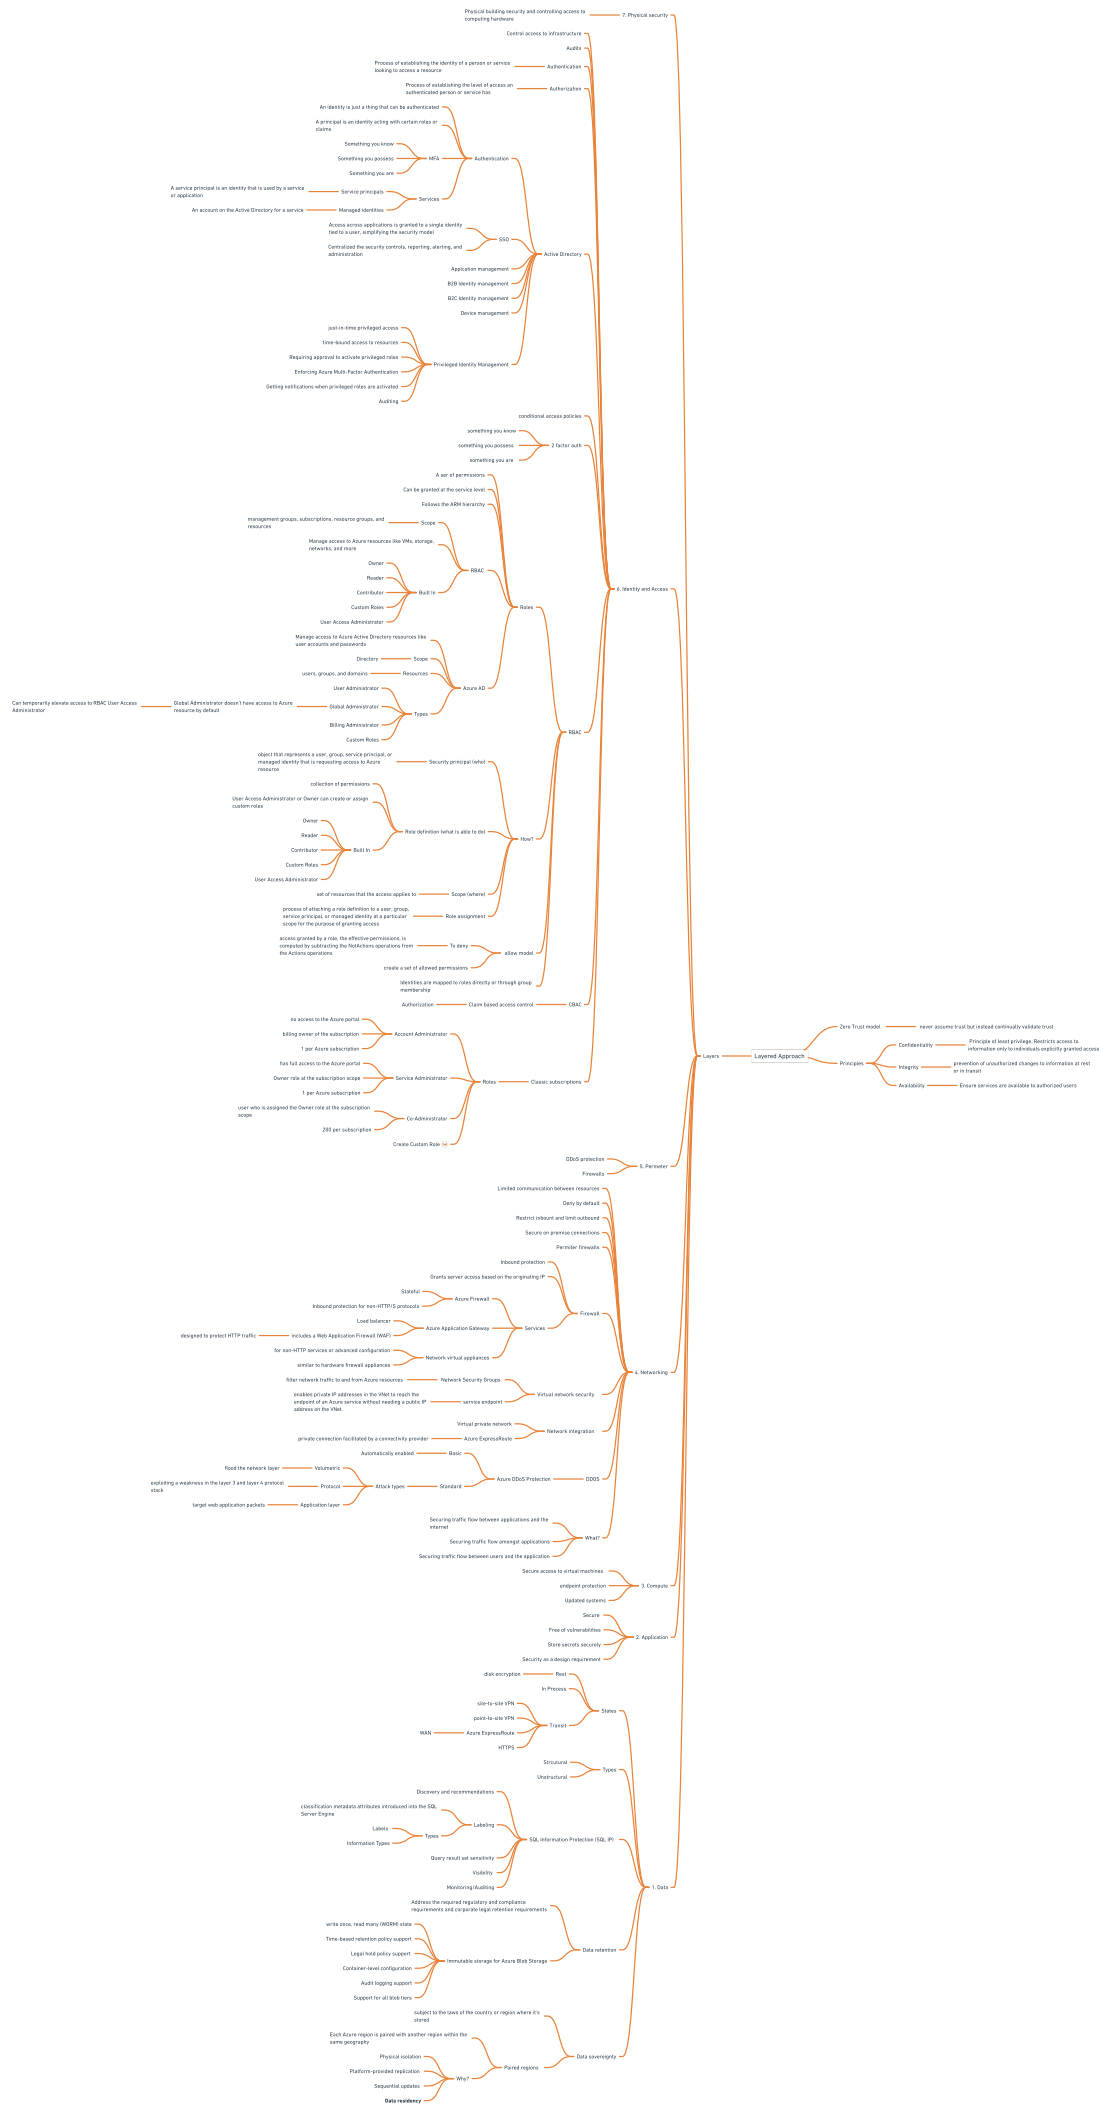 Physical building security and controlling access to
computing hardware
7. Physical security
Control access to infrastructure
Audits
Process of establishing the identity of a person or service
looking to access a resource
Authentication
Process of establishing the level of access an
authenticated person or service has
Authorization
An identity is just a thing that can be authenticated
A principal is an identity acting with certain roles or
claims
Something you know
Something you possess
Something you are
MFA
Authentication
A service principal is an identity that is used by a service
or application
Service principals
Services
An account on the Active Directory for a service
Managed identities
Access across applications is granted to a single identity
tied to a user, simplifying the security model
SSO
Centralized the security controls, reporting, alerting, and
administration
Active Directory
Application management
B2B Identity management
B2C Identity management
Device management
just-in-time privileged access
time-bound access to resources
Requiring approval to activate privileged roles
Privileged Identity Management
Enforcing Azure Multi-Factor Authentication
Getting notifications when privileged roles are activated
Auditing
conditional access policies
something you know
something you possess
2 factor auth
something you are
A ser of permissions
Can be granted at the service level
Follows the ARM hierarchy
management groups, subscriptions, resource groups, and
resources
Scope
Manage access to Azure resources like VMs, storage,
networks, and more
RBAC
Owner
Reader
Contributor
Built In
Custom Roles
User Access Administrator
6. Identity and Access
Roles
Manage access to Azure Active Directory resources like
user accounts and passwords
Directory
Scope
users, groups, and domains
Resources
Azure AD
User Administrator
Can temporarily elevate access to RBAC User Access
Administrator
Global Administrator doesn't have access to Azure
resource by default
Global Administrator
Types
Billing Administrator
Custom Roles
RBAC
object that represents a user, group, service principal, or
managed identity that is requesting access to Azure
resource
Security principal (who)
collection of permissions
User Access Administrator or Owner can create or assign
custom roles
Owner
Role definition (what is able to do)
How?
Reader
Contributor
Built In
Custom Roles
User Access Administrator
set of resources that the access applies to
Scope (where)
process of attaching a role definition to a user, group,
service principal, or managed identity at a particular
scope for the purpose of granting access
Role assignment
access granted by a role, the effective permissions, is
computed by subtracting the NotActions operations from
the Actions operations
To deny
allow model
create a set of allowed permissions
Identities are mapped to roles directly or through group
membership
Authorization
Claim based access control
CBAC
no access to the Azure portal
billing owner of the subscription
Account Administrator
1 per Azure subscription
Layers
Layered Approach
Zero Trust model
never assume trust but instead continually validate trust
Principles
Confidentiality
Principle of least privilege. Restricts access to
information only to individuals explicitly granted access
Integrity
prevention of unauthorized changes to information at rest
or in transit
Availability
Ensure services are available to authorized users
has full access to the Azure portal
Owner role at the subscription scope
Service Administrator
1 per Azure subscription
Roles
Classic subscriptions
user who is assigned the Owner role at the subscription
scope
Co-Administrator
200 per subscription
Create Custom Role
DDoS protection
5. Permeter
Firewalls
Limited communication between resources
Deny by default
Restrict inbount and limit outbound
Secure on premise connections
Permiter firewalls
Inbound protection
Grants server access based on the originating IP
Stateful
Azure Firewall
Inbound protection for non-HTTP/S protocols
Firewall
Load balancer
Azure Application Gateway
Services
designed to protect HTTP traffic
includes a Web Application Firewall (WAF)
for non-HTTP services or advanced configuration
Network virtual appliances
similar to hardware firewall appliances
4. Networking
filter network traffic to and from Azure resources
Network Security Groups
Virtual network security
enables private IP addresses in the VNet to reach the
endpoint of an Azure service without needing a public IP
address on the VNet.
service endpoint
Virtual private network
Network integration
private connection facilitated by a connectivity provider
Azure ExpressRoute
Automatically enabled
Basic
flood the network layer
Volumetric
Azure DDoS Protection
DDOS
exploiting a weakness in the layer 3 and layer 4 protocol
stack
Protocol
Attack types
Standard
target web application packets
Application layer
Securing traffic flow between applications and the
internet
Securing traffic flow amongst applications
What?
Securing traffic flow between users and the application
Secure access to virtual machines
endpoint protection
3. Compute
Updated systems
Secure
Free of vulnerabilities
2. Application
Store secrets securely
Security as a design requirement
disk encryption
Rest
In Process
States
site-to-site VPN
point-to-site VPN
Transit
WAN
Azure ExpressRoute
HTTPS
Strcutural
Types
Unstructural
Discovery and recommendations
classification metadata attributes introduced into the SQL
Server Engine
Labeling
Labels
Types
Information Types
SQL Information Protection (SQL IP)
Query result set sensitivity
Visibility
Monitoring/Auditing
1. Data
Address the required regulatory and compliance
requirements and corporate legal retention requirements
Data retention
write once, read many (WORM) state
Time-based retention policy support
Legal hold policy support
Immutable storage for Azure Blob Storage
Container-level configuration
Audit logging support
Support for all blob tiers
subject to the laws of the country or region where it's
stored
Data sovereignty
Each Azure region is paired with another region within the
same geography
Paired regions
Physical isolation
Platform-provided replication
Why?
Sequential updates
Data residency